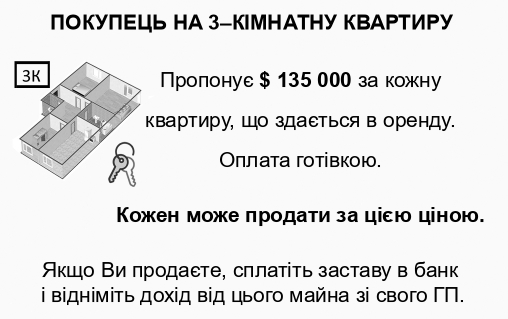 ПОКУПЕЦЬ НА 3–КІМНАТНУ КВАРТИРУ
3К
Пропонує $ 135 000 за кожну
квартиру, що здається в оренду.
Оплата готівкою.
Кожен може продати за цією ціною.
Якщо Ви продаєте, сплатіть заставу в банк
і відніміть дохід від цього майна зі свого ГП.